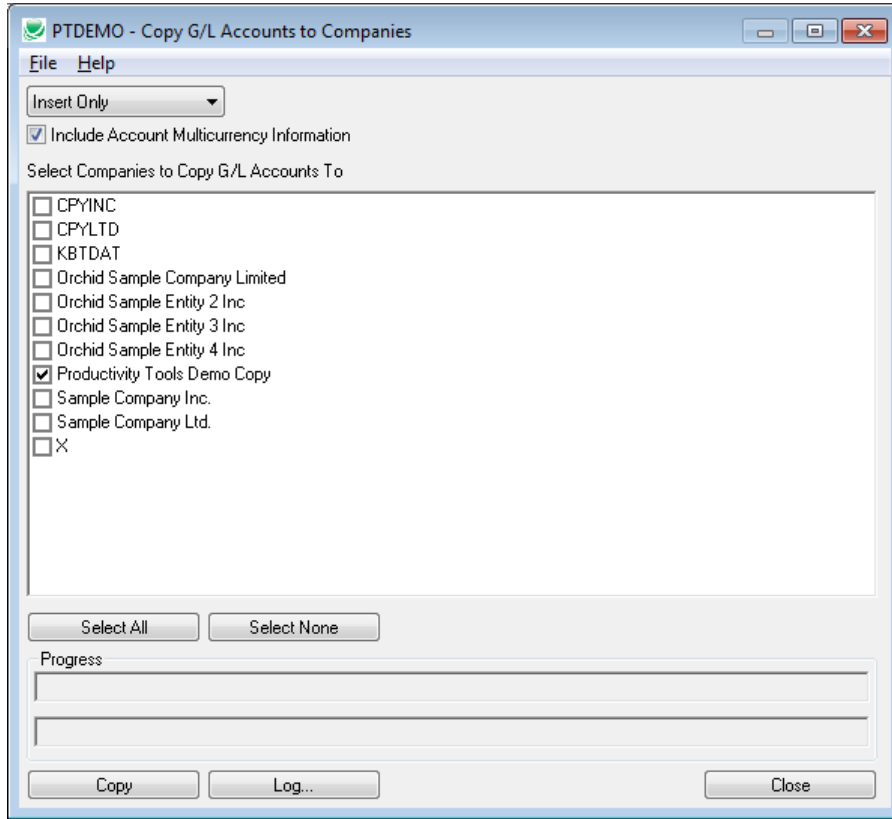 PTDEMO - Copy G/L Accounts to Companies
File Help
Insert Only
Include Account Multicurrency Information
Select Companies to Copy G/L Accounts To
CPYINC
CPYLTD
KBTDAT
Orchid Sample Company Limited
Orchid Sample Entity 2 Inc
Orchid Sample Entity 3 Inc
Orchid Sample Entity 4 Inc
Productivity Tools Demo Copy
Sample Company Inc.
Sample Company Ltd.
X
Select All Select None
Progress
Copy Log... Close